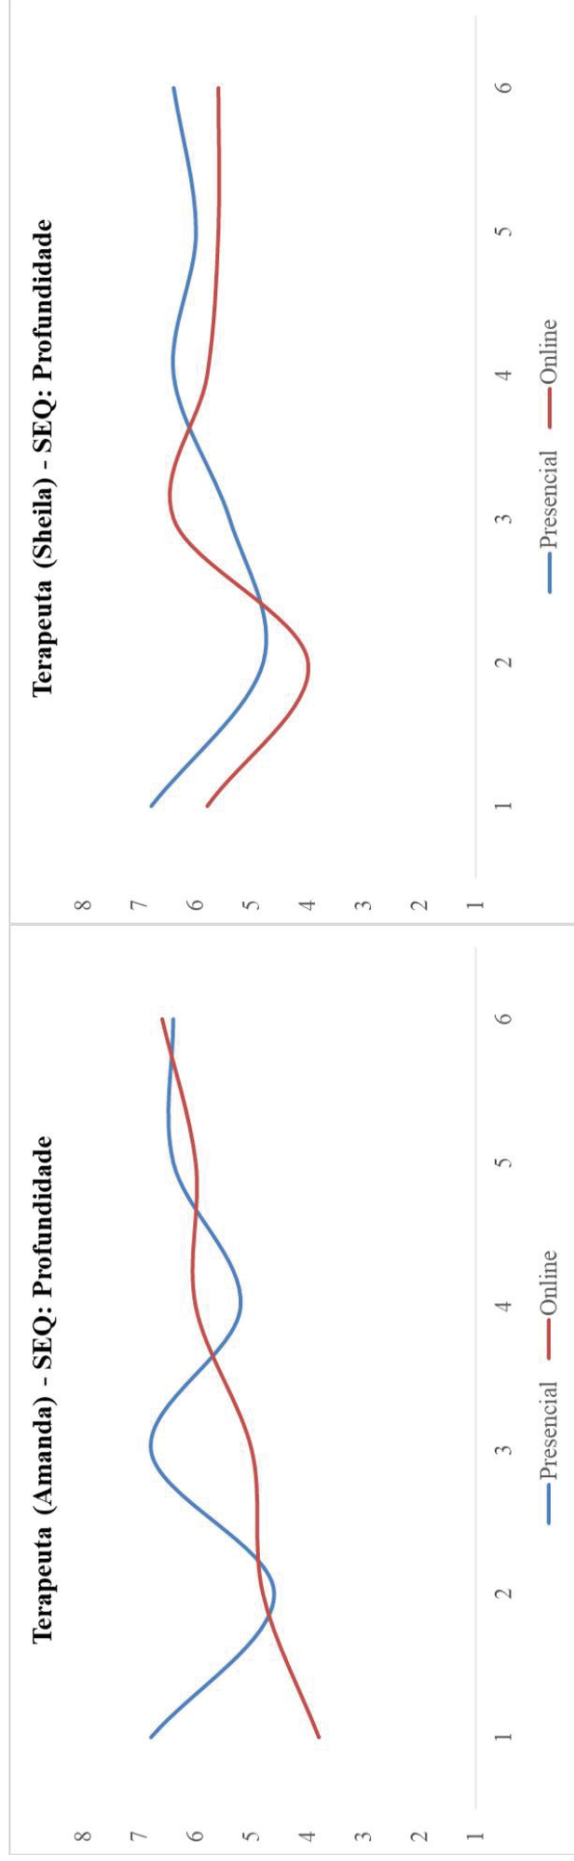 Terapeuta (Amanda) - SEQ: Profundidade
8
7
6
5
4
3
2
1
1 2 3 4 5 6
Presencial Online
Terapeuta (Sheila) - SEQ: Profundidade
8
7
6
5
4
3
2
1
1 2 3 4 5 6
Presencial Online